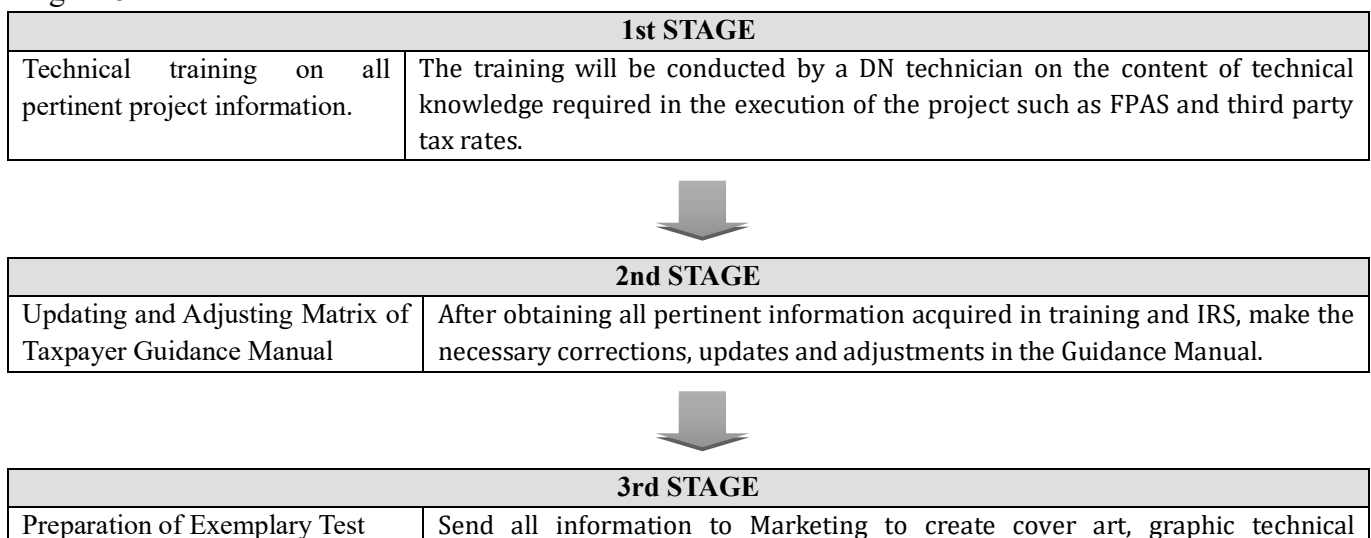 1st STAGE
Technical training on all pertinent project information.
The training will be conducted by a DN technician on the content of technical knowledge required in the execution of the project such as FPAS and third party tax rates.
2nd STAGE
Updating and Adjusting Matrix of Taxpayer Guidance Manual
After obtaining all pertinent information acquired in training and IRS, make the necessary corrections, updates and adjustments in the Guidance Manual.
3rd STAGE
Preparation of Exemplary Test
Send all information to Marketing to create cover art, graphic technical